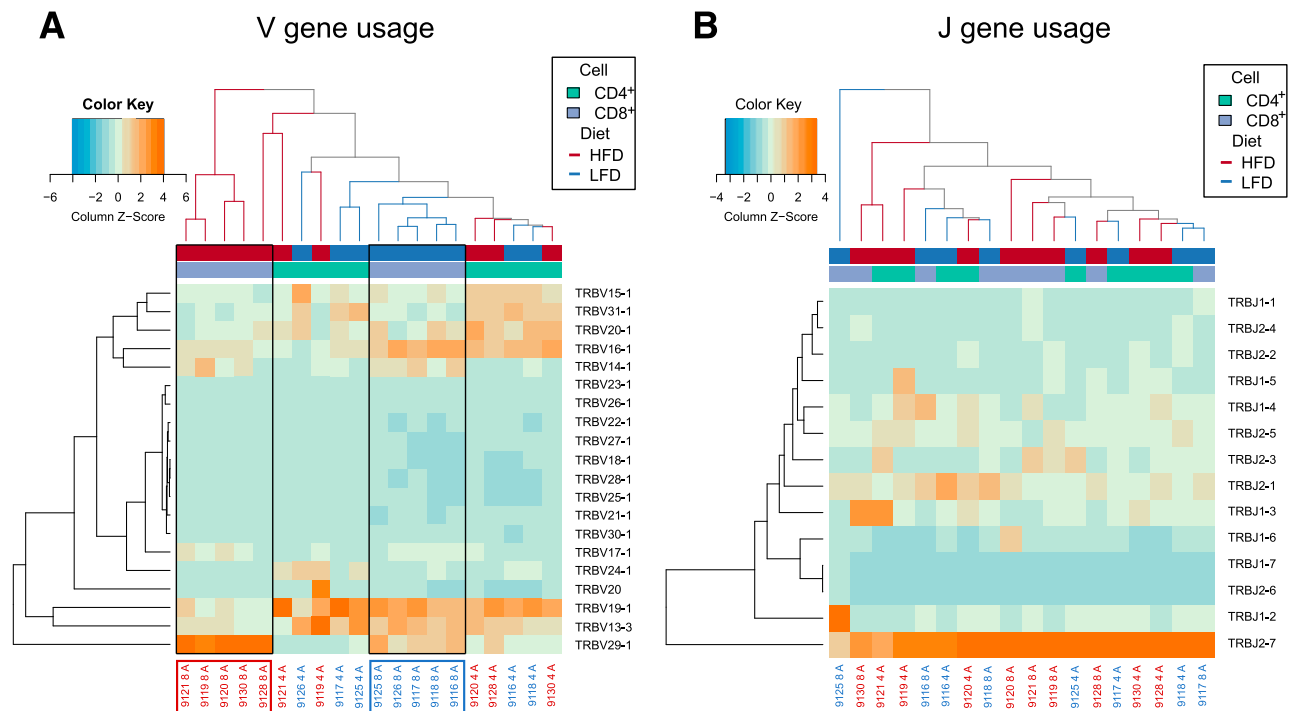 A
V gene usage
Color Key
−6 −4 −2 0 2 4 6
Column Z−Score
Cell
CD4+
CD8+
Diet
HFD
LFD
TRBV15-1
TRBV31-1
TRBV20-1
TRBV16-1
TRBV14-1
TRBV23-1
TRBV26-1
TRBV22-1
TRBV27-1
TRBV18-1
TRBV28-1
TRBV25-1
TRBV21-1
TRBV30-1
TRBV17-1
TRBV24-1
TRBV20
TRBV19-1
TRBV13-3
TRBV29-1
9121 8 A
9119 8 A
9120 8 A
9130 8 A
9128 8 A
9121 4 A
9126 4 A
9119 4 A
9117 4 A
9125 4 A
9125 8 A
9126 8 A
9117 8 A
9118 8 A
9116 8 A
9120 4 A
9128 4 A
9116 4 A
9118 4 A
9130 4 A
B
J gene usage
Color Key
−4 −2 0 2 4
Column Z−Score
Cell
CD4+
CD8+
Diet
HFD
LFD
TRBJ1-1
TRBJ2-4
TRBJ2-2
TRBJ1-5
TRBJ1-4
TRBJ2-5
TRBJ2-3
TRBJ2-1
TRBJ1-3
TRBJ1-6
TRBJ1-7
TRBJ2-6
TRBJ1-2
TRBJ2-7
9125 8 A
9130 8 A
9121 4 A
9119 4 A
9116 8 A
9116 4 A
9120 4 A
9118 8 A
9120 8 A
9121 8 A
9119 8 A
9125 4 A
9128 8 A
9117 4 A
9130 4 A
9128 4 A
9118 4 A
9117 8 A